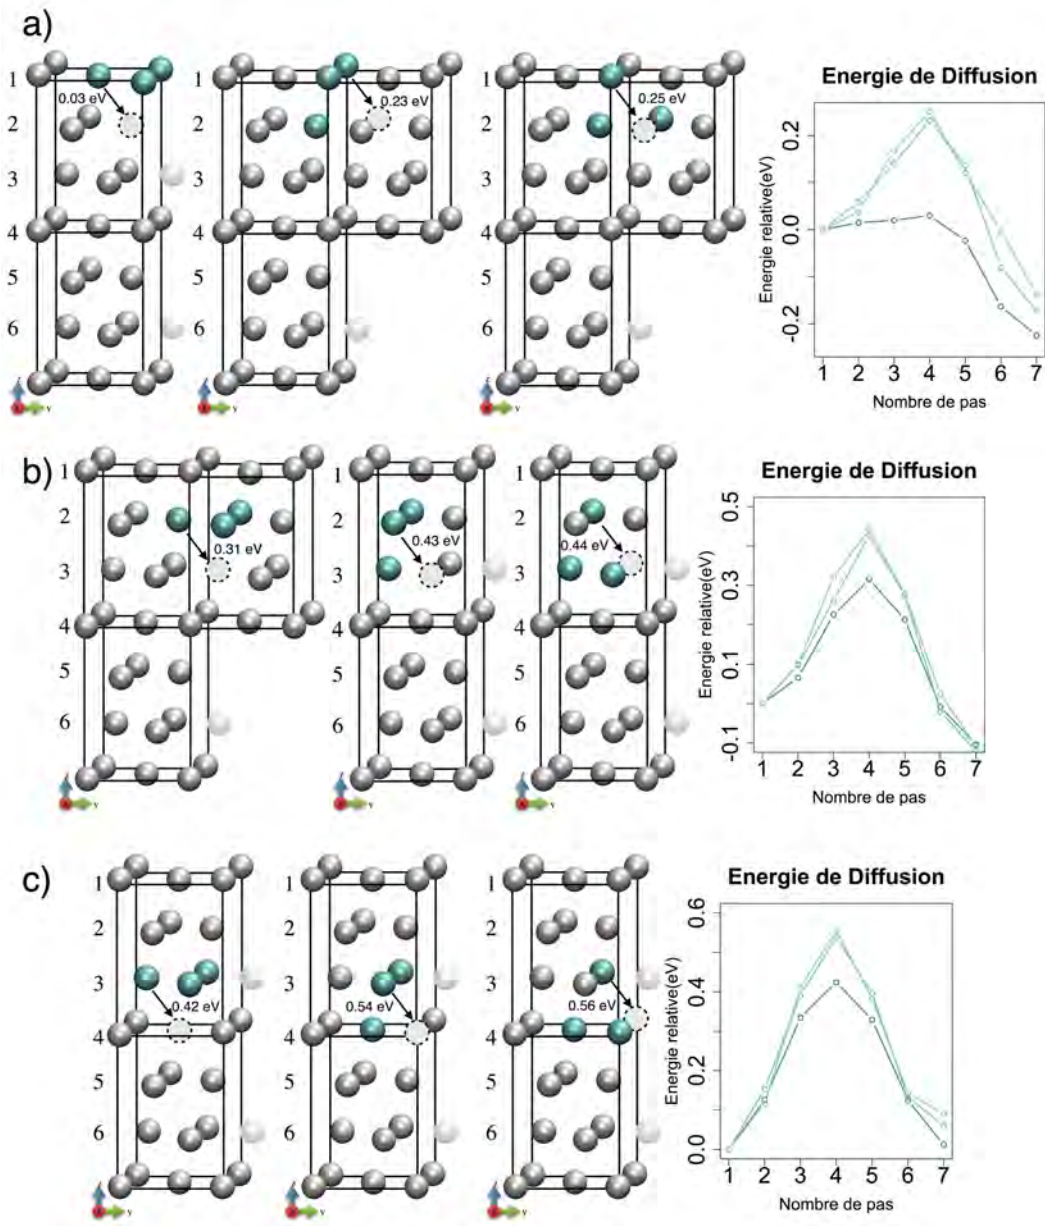 a)
1
2
3
4
5
6
0.03 eV
y
1
2
3
4
5
6
0.23 eV
y
1
2
3
4
5
6
0.25 eV
y
Energie de Diffusion
Energie relative(eV)
0.2
0.0
-0.2
1 2 3 4 5 6 7
Nombre de pas
b)
1
2
3
4
5
6
0.31 eV
y
1
2
3
4
5
6
0.43 eV
y
1
2
3
4
5
6
0.44 eV
y
Energie de Diffusion
Energie relative(eV)
0.5
0.3
0.1
-0.1
1 2 3 4 5 6 7
Nombre de pas
c)
1
2
3
4
5
6
0.42 eV
y
1
2
3
4
5
6
0.54 eV
y
1
2
3
4
5
6
0.56 eV
y
Energie de Diffusion
Energie relative(eV)
0.6
0.4
0.2
0.0
1 2 3 4 5 6 7
Nombre de pas